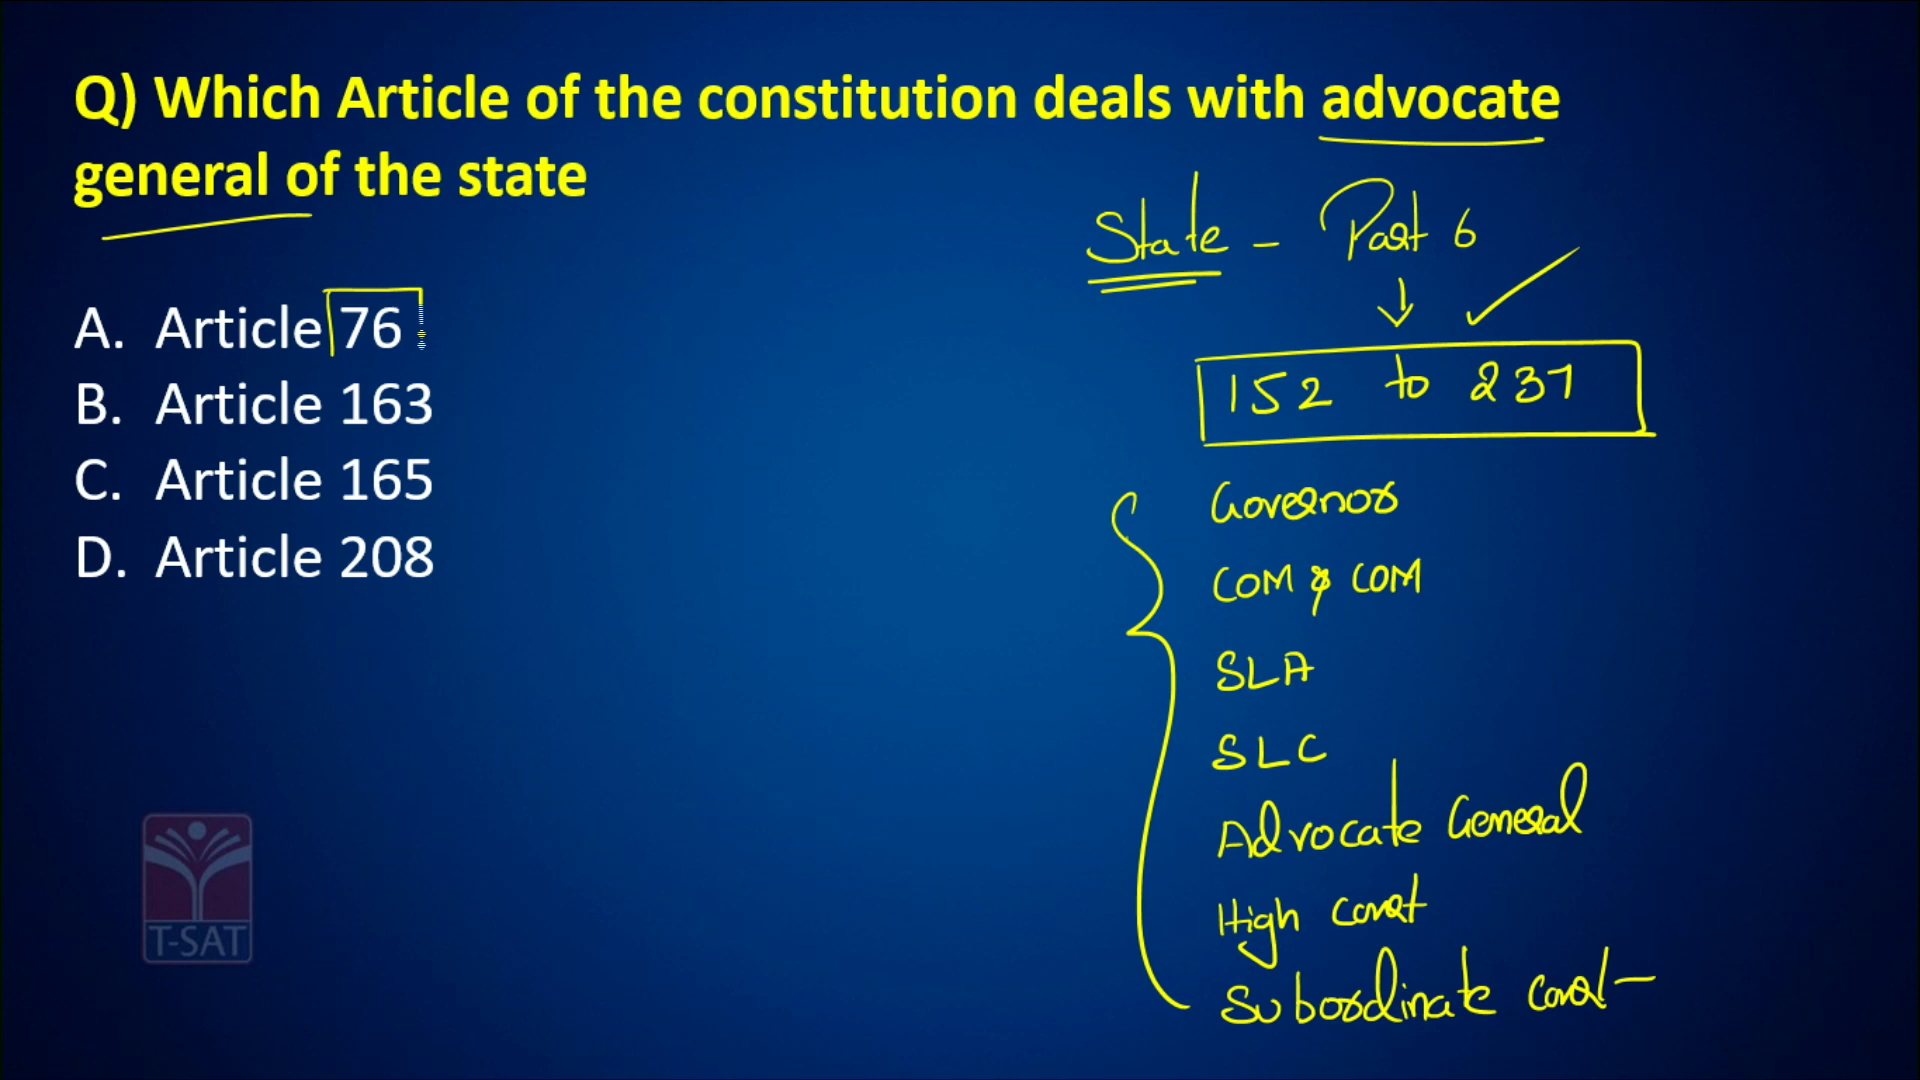 Q) Which Article of the constitution deals with advocate
general of the state
A. Article 76
B. Article 163
C. Article 165
D. Article 208
State - Part 6
152 to 237
Governor
COM & COM
SLA
SLC
Advocate General
High Court
Subordinate Court
T-SAT